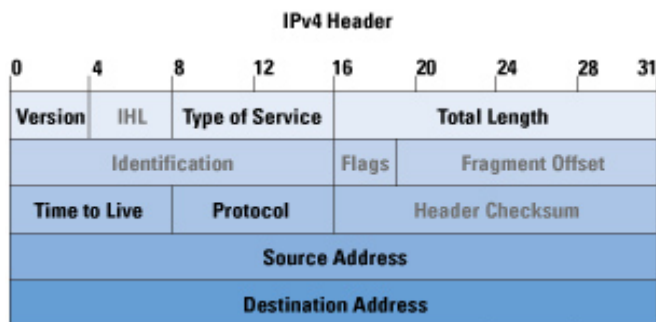 IPv4 Header
0 4 8 12 16 20 24 28 31
Version IHL Type of Service Total Length
Identification Flags Fragment Offset
Time to Live Protocol Header Checksum
Source Address
Destination Address